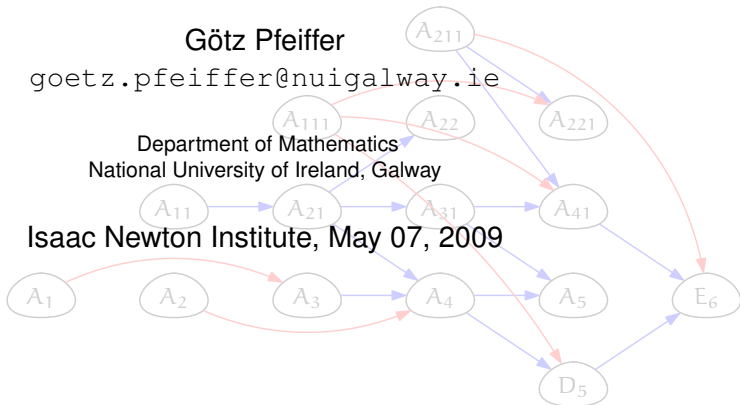 A₂₁₁
Götz Pfeiffer
goetz.pfeiffer@nuigalway.ie
A₁₁₁ A₂₂ A₂₂₁
Department of Mathematics
National University of Ireland, Galway
A₁₁ A₂₁ A₃₁ A₄₁
Isaac Newton Institute, May 07, 2009
A₁ A₂ A₃ A₄ A₅ E₆
D₅